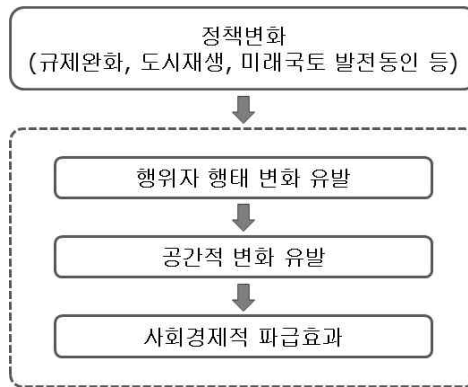 정책변화
(규제완화, 도시재생, 미래국토 발전동인 등)
행위자 행태 변화 유발
공간적 변화 유발
사회경제적 파급효과